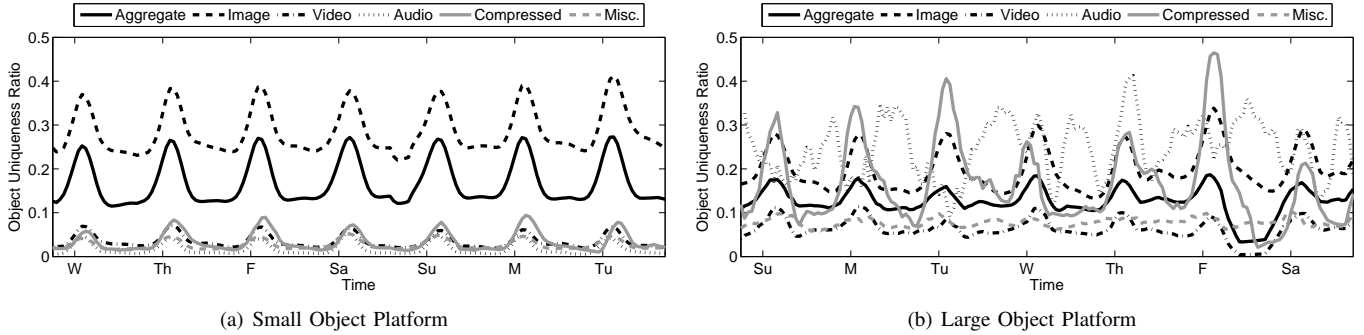 Aggregate Image Video Audio Compressed Misc.
Object Uniqueness Ratio
0.5
0.4
0.3
0.2
0.1
0
W Th F Sa Su M Tu
Time
(a) Small Object Platform
Aggregate Image Video Audio Compressed Misc.
Object Uniqueness Ratio
0.5
0.4
0.3
0.2
0.1
0
Su M Tu W Th F Sa
Time
(b) Large Object Platform